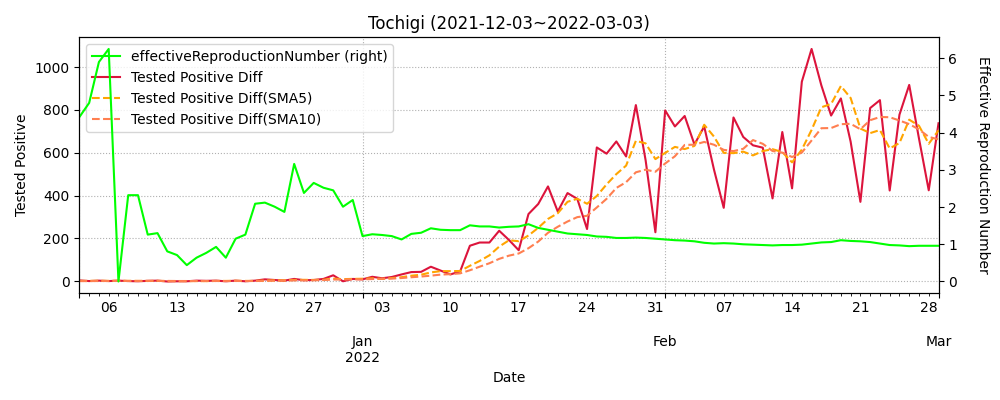 Tochigi (2021-12-03~2022-03-03)
effectiveReproductionNumber (right)
Tested Positive Diff
Tested Positive Diff(SMA5)
Tested Positive Diff(SMA10)
Tested Positive
1000
800
600
400
200
0
Effective Reproduction Number
6
5
4
3
2
1
0
06 13 20 27 03 10 17 24 31 07 14 21 28
Jan Feb Mar
2022
Date